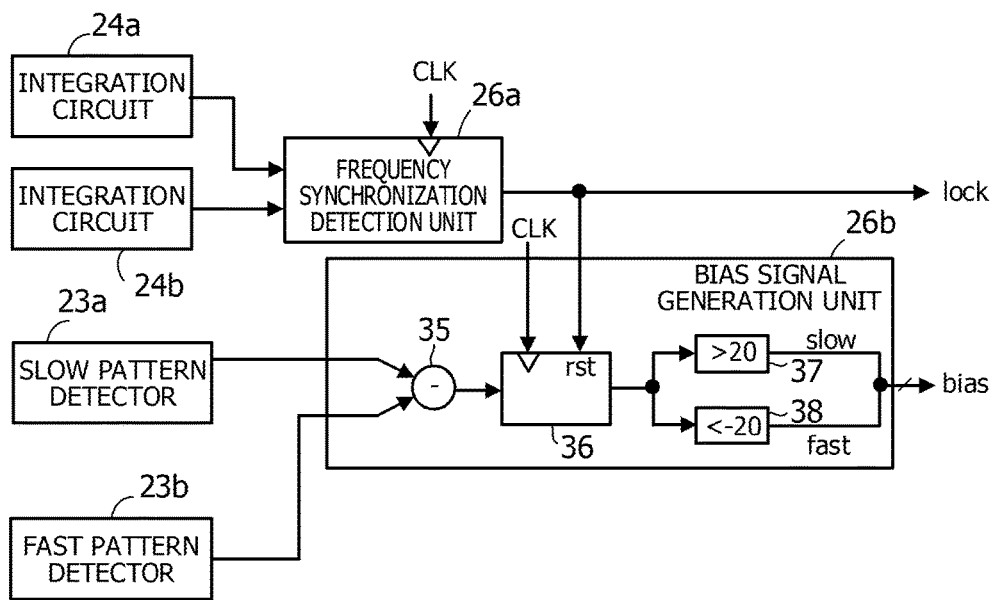 24a
INTEGRATION
CIRCUIT
CLK
26a
FREQUENCY
SYNCHRONIZATION
DETECTION UNIT
lock
INTEGRATION
CIRCUIT
24b
CLK
26b
BIAS SIGNAL
GENERATION UNIT
23a
SLOW PATTERN
DETECTOR
35
-
rst
36
>20
slow
37
<-20
38
fast
bias
23b
FAST PATTERN
DETECTOR